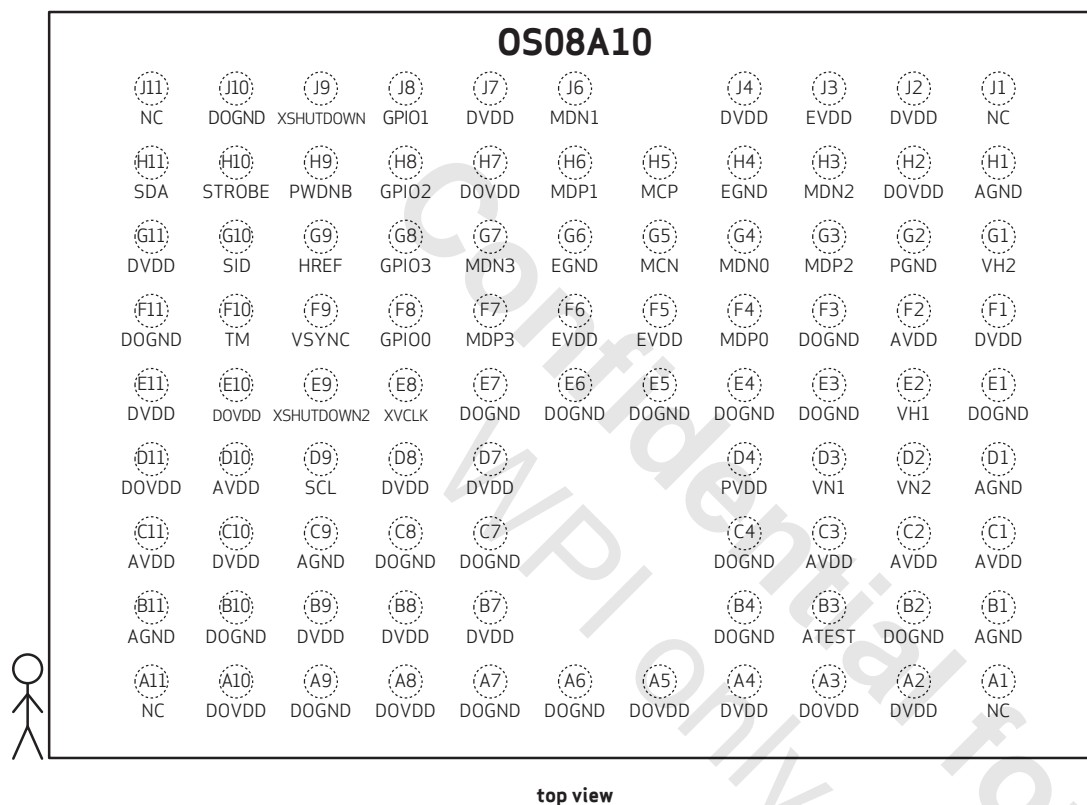 OS08A10
J11 J10 J9 J8 J7 J6 J4 J3 J2 J1
NC DOGND XSHUTDOWN GPIO1 DVDD MDN1 DVDD EVDD DVDD NC
H11 H10 H9 H8 H7 H6 H5 H4 H3 H2 H1
SDA STROBE PWDNB GPIO2 DOVDD MDP1 MCP EGND MDN2 DOVDD AGND
G11 G10 G9 G8 G7 G6 G5 G4 G3 G2 G1
DVDD SID HREF GPIO3 MDN3 EGND MCN MDN0 MDP2 PGND VH2
F11 F10 F9 F8 F7 F6 F5 F4 F3 F2 F1
DOGND TM VSYNC GPIO0 MDP3 EVDD EVDD MDP0 DOGND AVDD DVDD
E11 E10 E9 E8 E7 E6 E5 E4 E3 E2 E1
DVDD DOVDD XSHUTDOWN2 XVCLK DOGND DOGND DOGND DOGND DOGND VH1 DOGND
D11 D10 D9 D8 D7 D4 D3 D2 D1
DOVDD AVDD SCL DVDD DVDD PVDD VN1 VN2 AGND
C11 C10 C9 C8 C7 C4 C3 C2 C1
AVDD DVDD AGND DOGND DOGND DOGND AVDD AVDD AVDD
B11 B10 B9 B8 B7 B4 B3 B2 B1
AGND DOGND DVDD DVDD DVDD DOGND ATEST DOGND AGND
A11 A10 A9 A8 A7 A6 A5 A4 A3 A2 A1
NC DOVDD DOGND DOVDD DOGND DOGND DOVDD DVDD DOVDD DVDD NC
top view
Confidential fo
WPI only